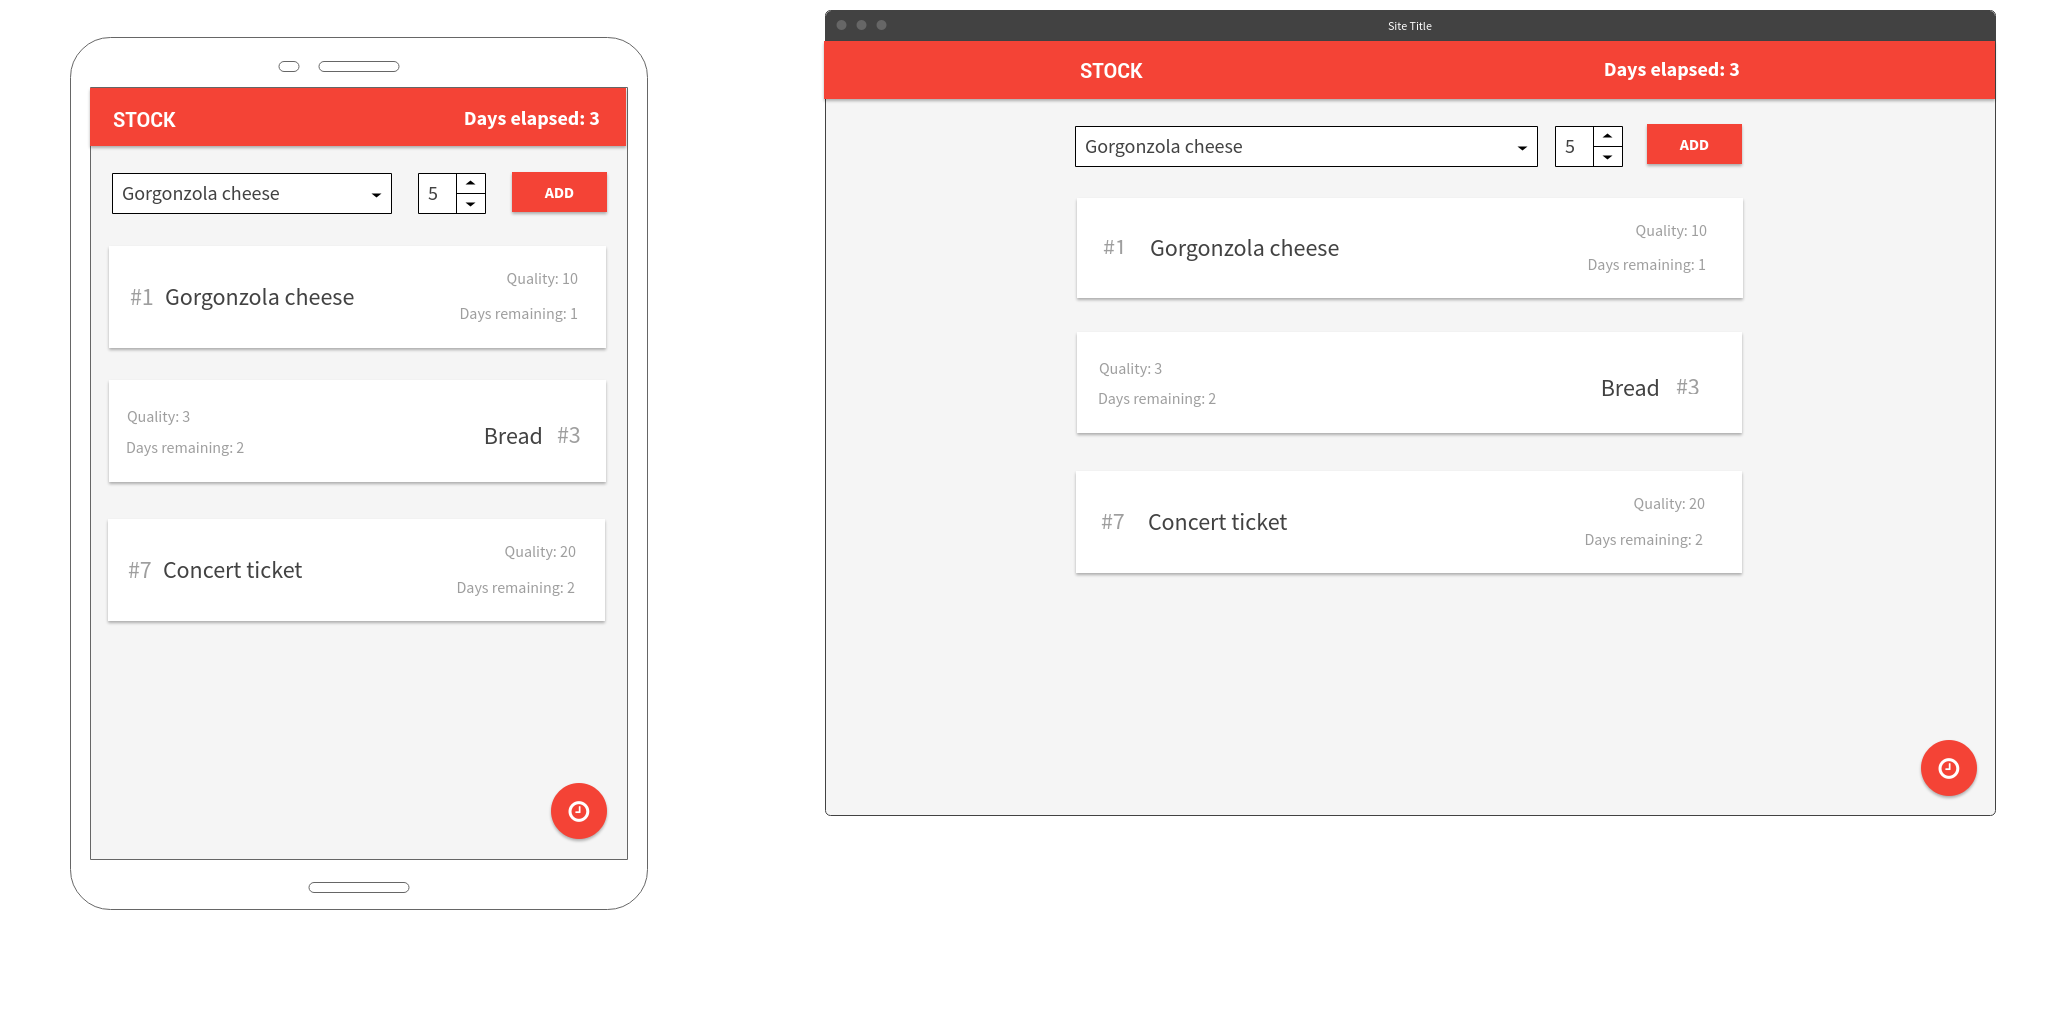 STOCK
Days elapsed: 3
Gorgonzola cheese
5
ADD
#1 Gorgonzola cheese
Quality: 10
Days remaining: 1
Quality: 3
Days remaining: 2
Bread #3
#7 Concert ticket
Quality: 20
Days remaining: 2
Site Title
STOCK
Days elapsed: 3
Gorgonzola cheese
5
ADD
#1 Gorgonzola cheese
Quality: 10
Days remaining: 1
Quality: 3
Days remaining: 2
Bread #3
#7 Concert ticket
Quality: 20
Days remaining: 2